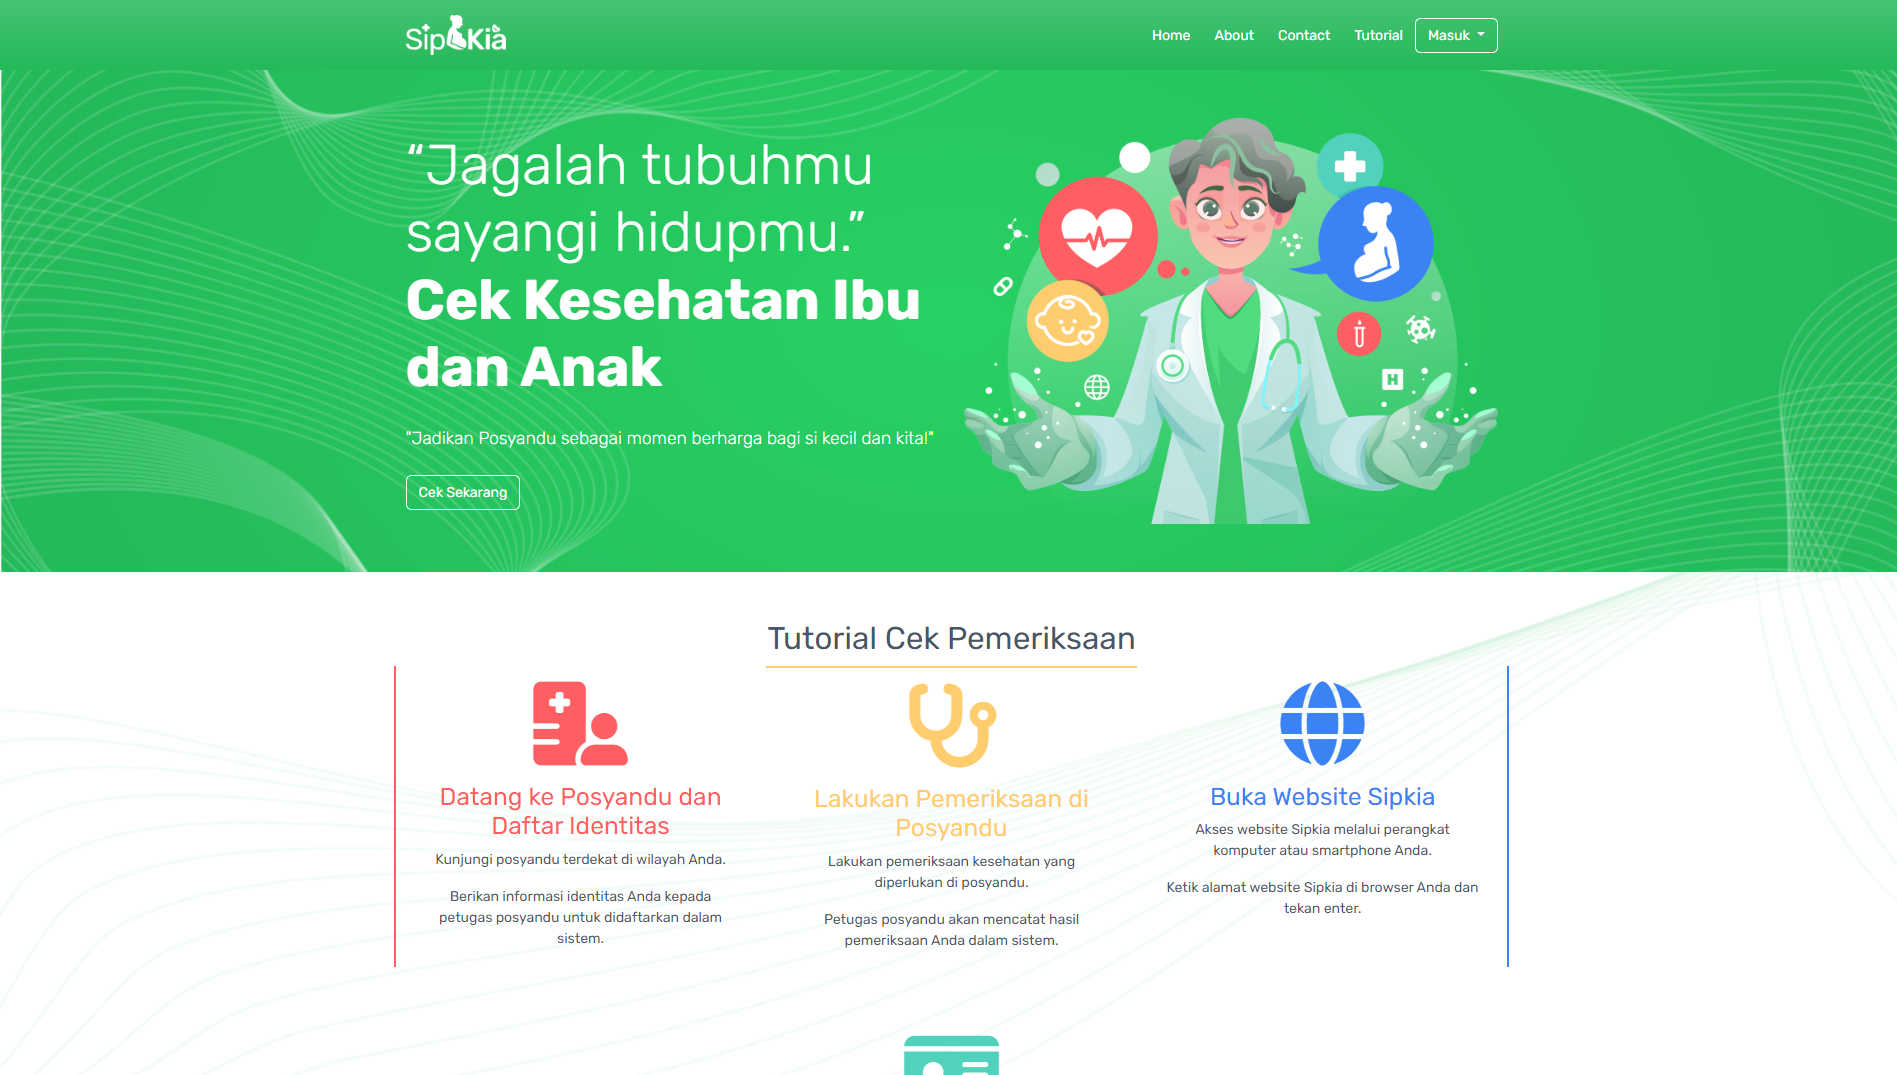 SipKia
Home About Contact Tutorial Masuk
“Jagalah tubuhmu
sayangi hidupmu.”
Cek Kesehatan Ibu
dan Anak
"Jadikan Posyandu sebagai momen berharga bagi si kecil dan kita!"
Cek Sekarang
H
Tutorial Cek Pemeriksaan
Datang ke Posyandu dan
Daftar Identitas
Kunjungi posyandu terdekat di wilayah Anda.
Berikan informasi identitas Anda kepada
petugas posyandu untuk didaftarkan dalam
sistem.
Lakukan Pemeriksaan di
Posyandu
Lakukan pemeriksaan kesehatan yang
diperlukan di posyandu.
Petugas posyandu akan mencatat hasil
pemeriksaan Anda dalam sistem.
Buka Website Sipkia
Akses website Sipkia melalui perangkat
komputer atau smartphone Anda.
Ketik alamat website Sipkia di browser Anda dan
tekan enter.